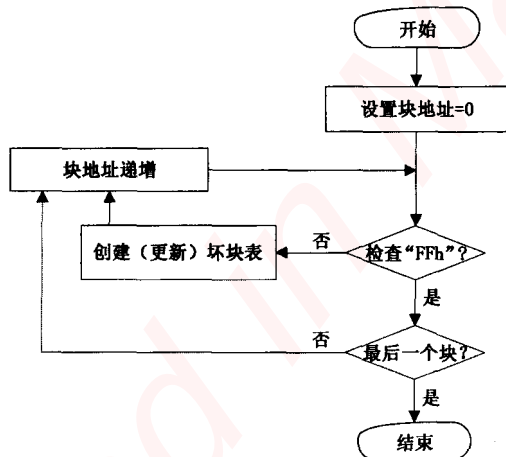 开始
设置块地址=0
块地址递增
创建（更新）坏块表
否
检查“FFh”？
是
否
最后一个块？
是
结束